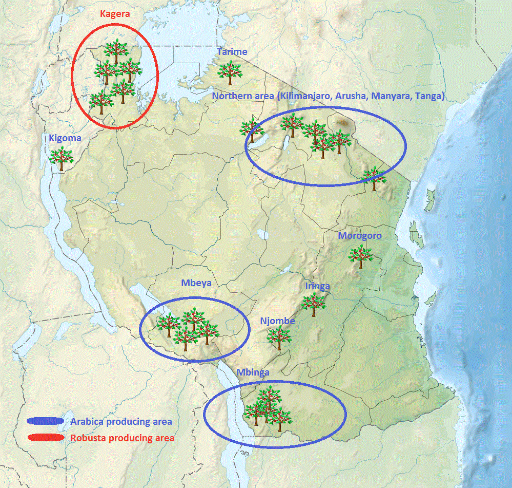 Kagera
Tarime
Northern area (Kilimanjaro, Arusha, Manyara, Tanga)
Kigoma
Morogoro
Mbeya
Iringa
Njombe
Mbinga
Arabica producing area
Robusta producing area